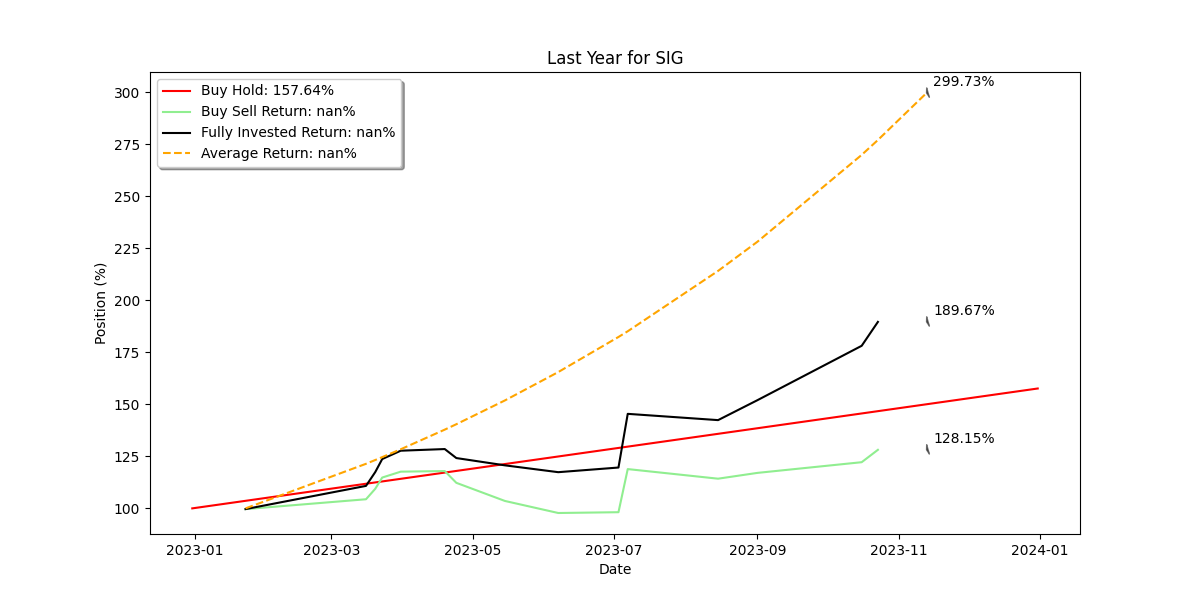 Last Year for SIG
Buy Hold: 157.64%
Buy Sell Return: nan%
Fully Invested Return: nan%
Average Return: nan%
299.73%
189.67%
128.15%
Position (%)
300
275
250
225
200
175
150
125
100
2023-01
2023-03
2023-05
2023-07
2023-09
2023-11
2024-01
Date